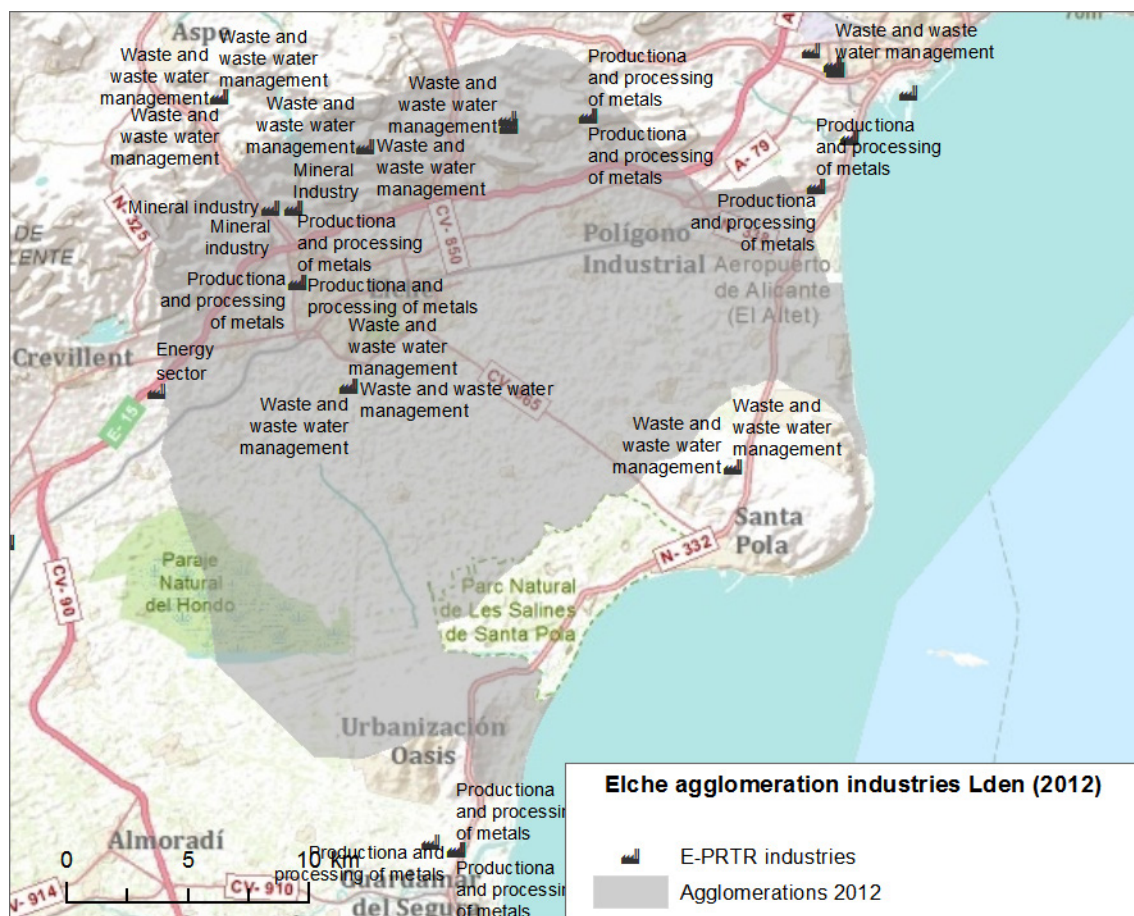 70m
Aspe
Waste and
waste water
management
Waste and
waste water
management
Waste and
waste water
management
Waste and
waste water
management
Waste and
waste water
management
Waste and
waste water
management
Productiona
and processing
of metals
Productiona
and processing
of metals
Waste and waste
water management
Productiona
and processing
of metals
Productiona
and processing
of metals
A- 79
N- 325
CV- 850
DE
LENTE
Mineral
Industry
Mineral industry
Mineral
industry
Productiona
and processing
of metals
Productiona
and processing
of metals
Productiona and
processing of metals
Polígono
Industrial
Aeropuerto
de Alicante
(El Altet)
Crevillent
Energy
sector
E- 15
Waste and
waste water
management
Waste and waste water
management
Waste and
waste water
management
Waste and
waste water
management
Waste and
waste water
management
Santa
Pola
N- 332
CV- 90
Paraje
Natural
del Hondo
Parc Natural
de Les Salines
de Santa Pola
Urbanización
Oasis
Almoradí
Productiona
and processin
of metals
Productiona and
processing of metals
Productiona
and processin
of metals
Guardamar
del Segura
CV- 910
V- 914
0 5 10 km
Elche agglomeration industries Lden (2012)
E-PRTR industries
Agglomerations 2012